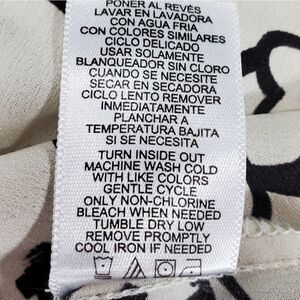 PONER AL REVÉS
LAVAR EN LAVADORA
CON AGUA FRIA
CON COLORES SIMILARES
CICLO DELICADO
USAR SOLAMENTE
BLANQUEADOR SIN CLORO
CUANDO SE NECESITE
SECAR EN SECADORA
CICLO LENTO REMOVER
INMEDIATAMENTE
PLANCHAR A
TEMPERATURA BAJITA
SI SE NECESITA
TURN INSIDE OUT
MACHINE WASH COLD
WITH LIKE COLORS
GENTLE CYCLE
ONLY NON-CHLORINE
BLEACH WHEN NEEDED
TUMBLE DRY LOW
REMOVE PROMPTLY
COOL IRON IF NEEDED